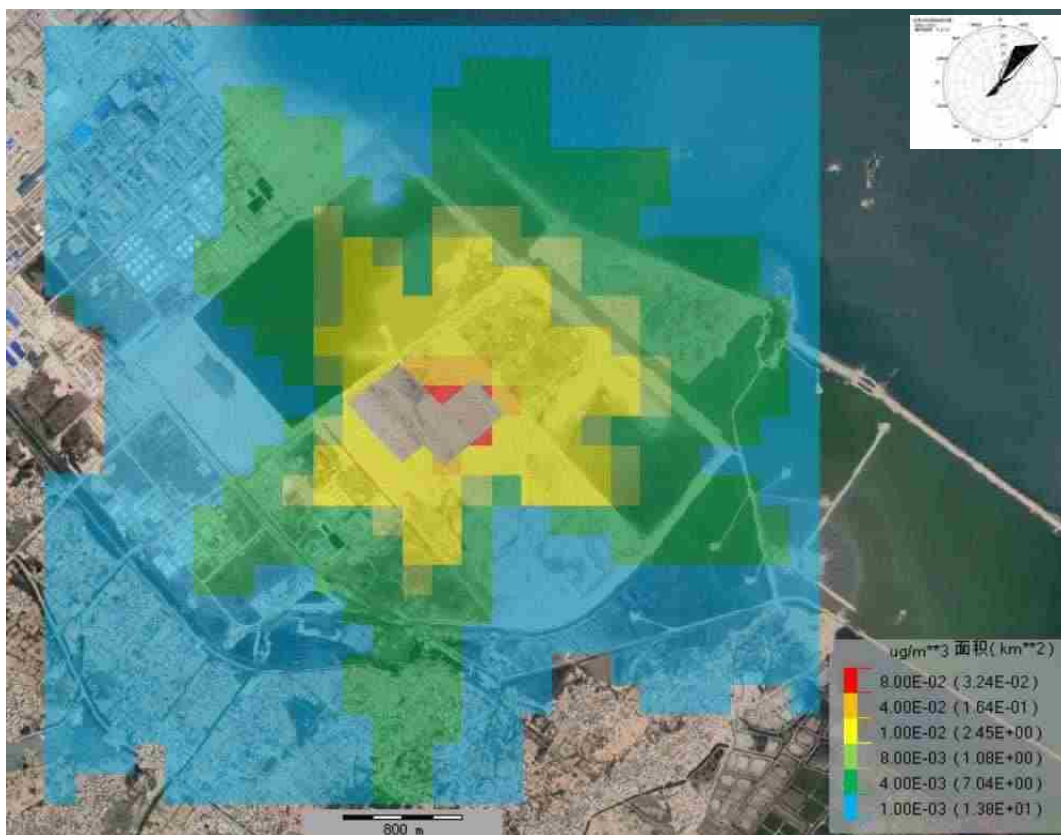 ug/m**3 面积(km**2)
8.00E-02 (3.24E-02)
4.00E-02 (1.64E-01)
1.00E-02 (2.45E+00)
8.00E-03 (1.08E+00)
4.00E-03 (7.04E+00)
1.00E-03 (1.38E+01)
800 m